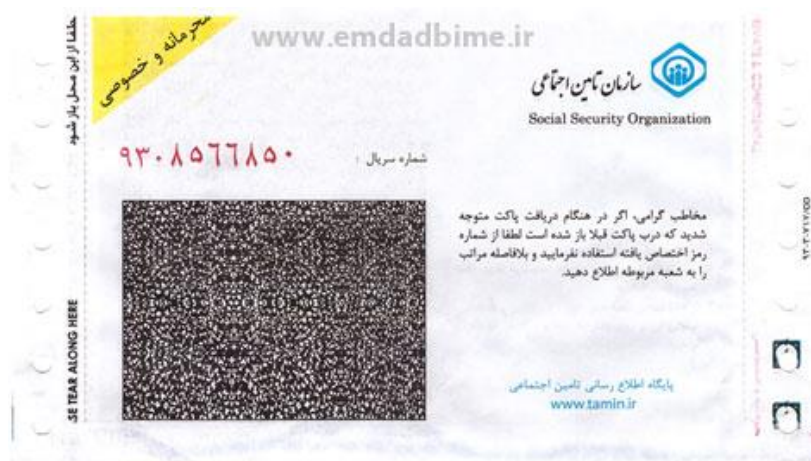 www.emdadbime.ir
محرمانه و خصوصی
لطفا از این محل باز شود
سازمان تامین اجتماعی
Social Security Organization
شماره سریال : ۹۳۰۸۵۶۶۸۵۰
مخاطب گرامی، اگر در هنگام دریافت پاکت متوجه
شدید که درب پاکت قبلا باز شده است لطفا از شماره
رمز اختصاص یافته استفاده نفرمایید و بلافاصله مراتب
را به شعبه مربوطه اطلاع دهید.
پایگاه اطلاع رسانی تامین اجتماعی
www.tamin.ir
SE TEAR ALONG HERE